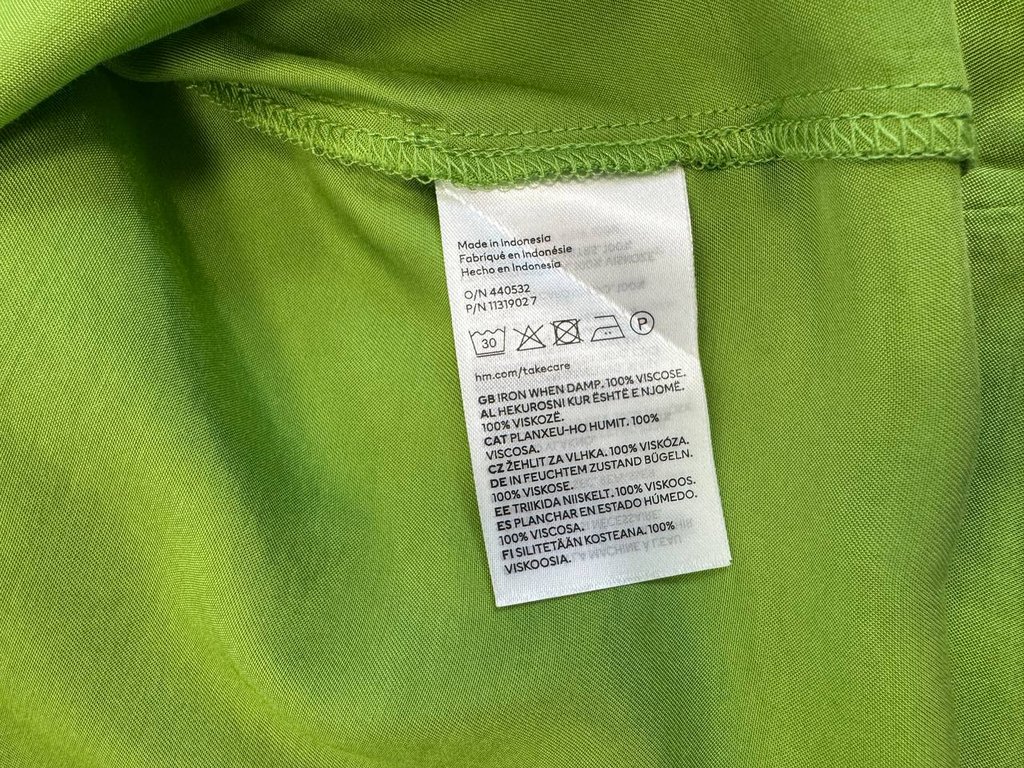 Made in Indonesia
Fabriqué en Indonésie
Hecho en Indonesia
O/N 440532
P/N 1131902 7
30
P
hm.com/takecare
GB IRON WHEN DAMP. 100% VISCOSE.
AL HEKUROSNI KUR ËSHTË E NJOMË.
100% VISKOZË.
CAT PLANXEU-HO HUMIT. 100%
VISCOSA.
CZ ŽEHLIT ZA VLHKA. 100% VISKÓZA.
DE IN FEUCHTEM ZUSTAND BÜGELN.
100% VISKOSE.
EE TRIIKIDA NIISKELT. 100% VISKOOS.
ES PLANCHAR EN ESTADO HÚMEDO.
100% VISCOSA.
FI SILITETÄÄN KOSTEANA. 100%
VISKOOSIA.